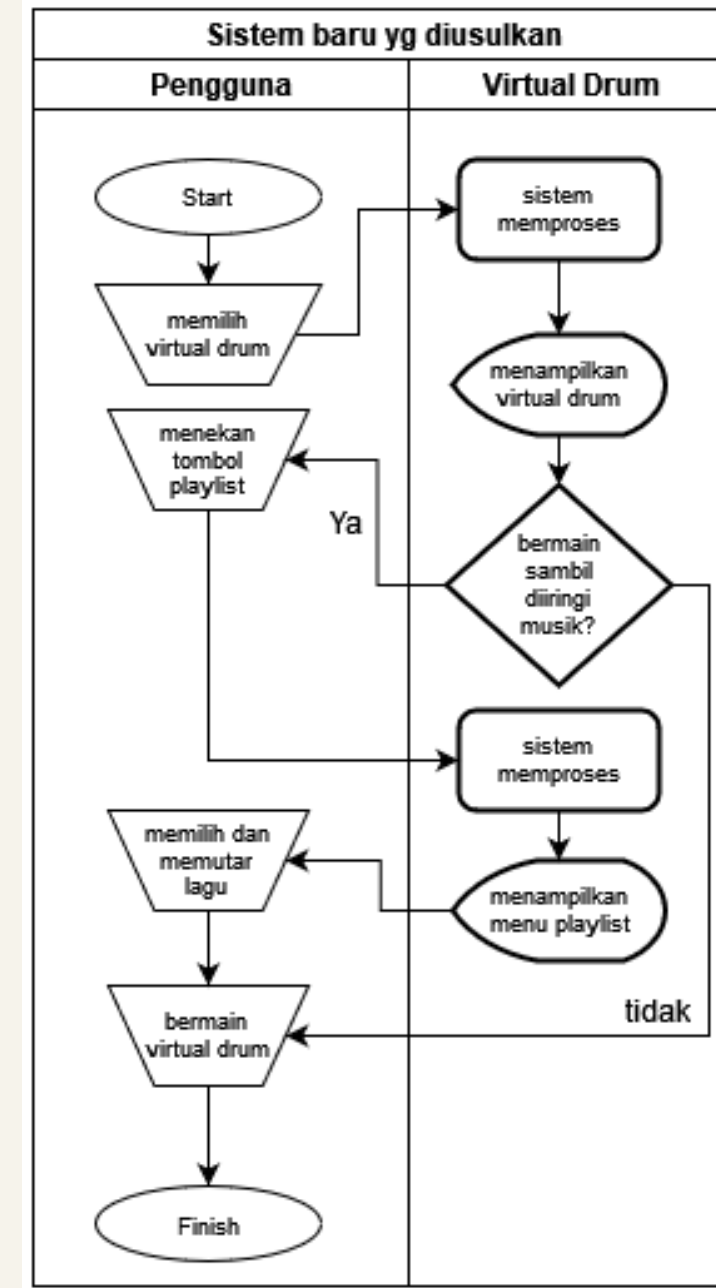 Sistem baru yg diusulkan
Pengguna
Virtual Drum
Start
sistem
memproses
memilih
virtual drum
menampilkan
virtual drum
menekan
tombol
playlist
Ya
bermain
sambil
diiringi
musik?
sistem
memproses
memilih dan
memutar
lagu
menampilkan
menu playlist
tidak
bermain
virtual drum
Finish